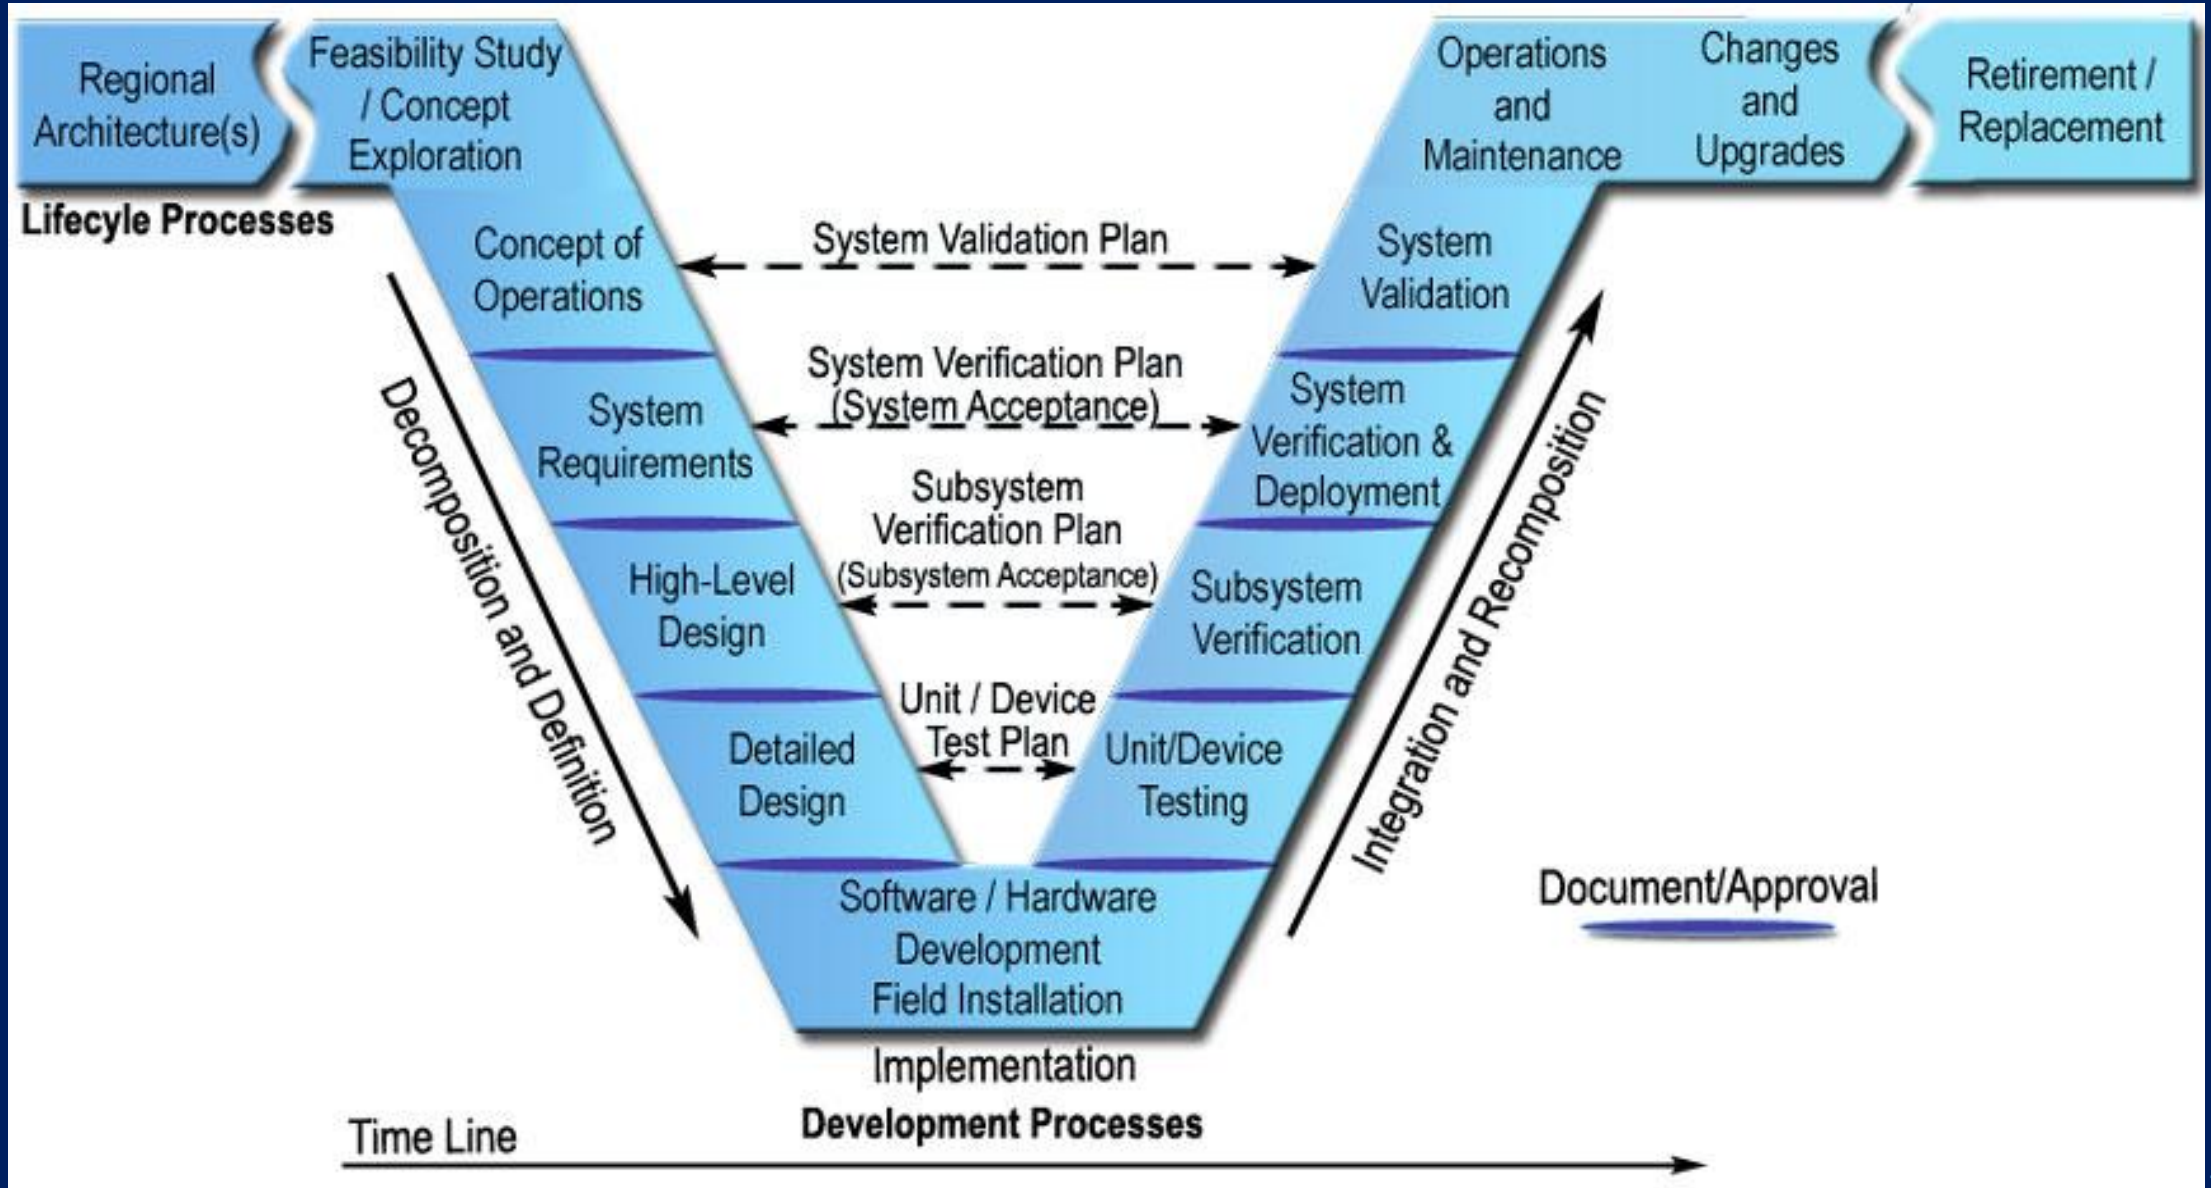 Regional
Architecture(s)
Feasibility Study
/ Concept
Exploration
Operations
and
Maintenance
Changes
and
Upgrades
Retirement /
Replacement
Lifecyle Processes
Concept of
Operations
System Validation Plan
System
Validation
System Verification Plan
(System Acceptance)
System
Requirements
System
Verification &
Deployment
Subsystem
Verification Plan
(Subsystem Acceptance)
High-Level
Design
Subsystem
Verification
Unit / Device
Test Plan
Detailed
Design
Unit/Device
Testing
Decomposition and Definition
Integration and Recomposition
Software / Hardware
Development
Field Installation
Document/Approval
Implementation
Development Processes
Time Line